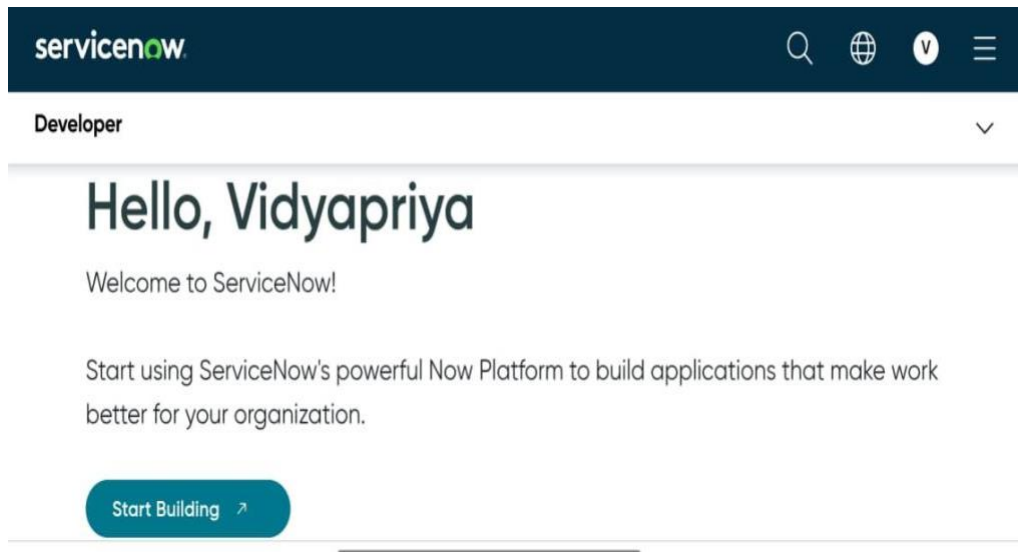 servicenow.
V
Developer
Hello, Vidyapriya
Welcome to ServiceNow!
Start using ServiceNow's powerful Now Platform to build applications that make work
better for your organization.
Start Building